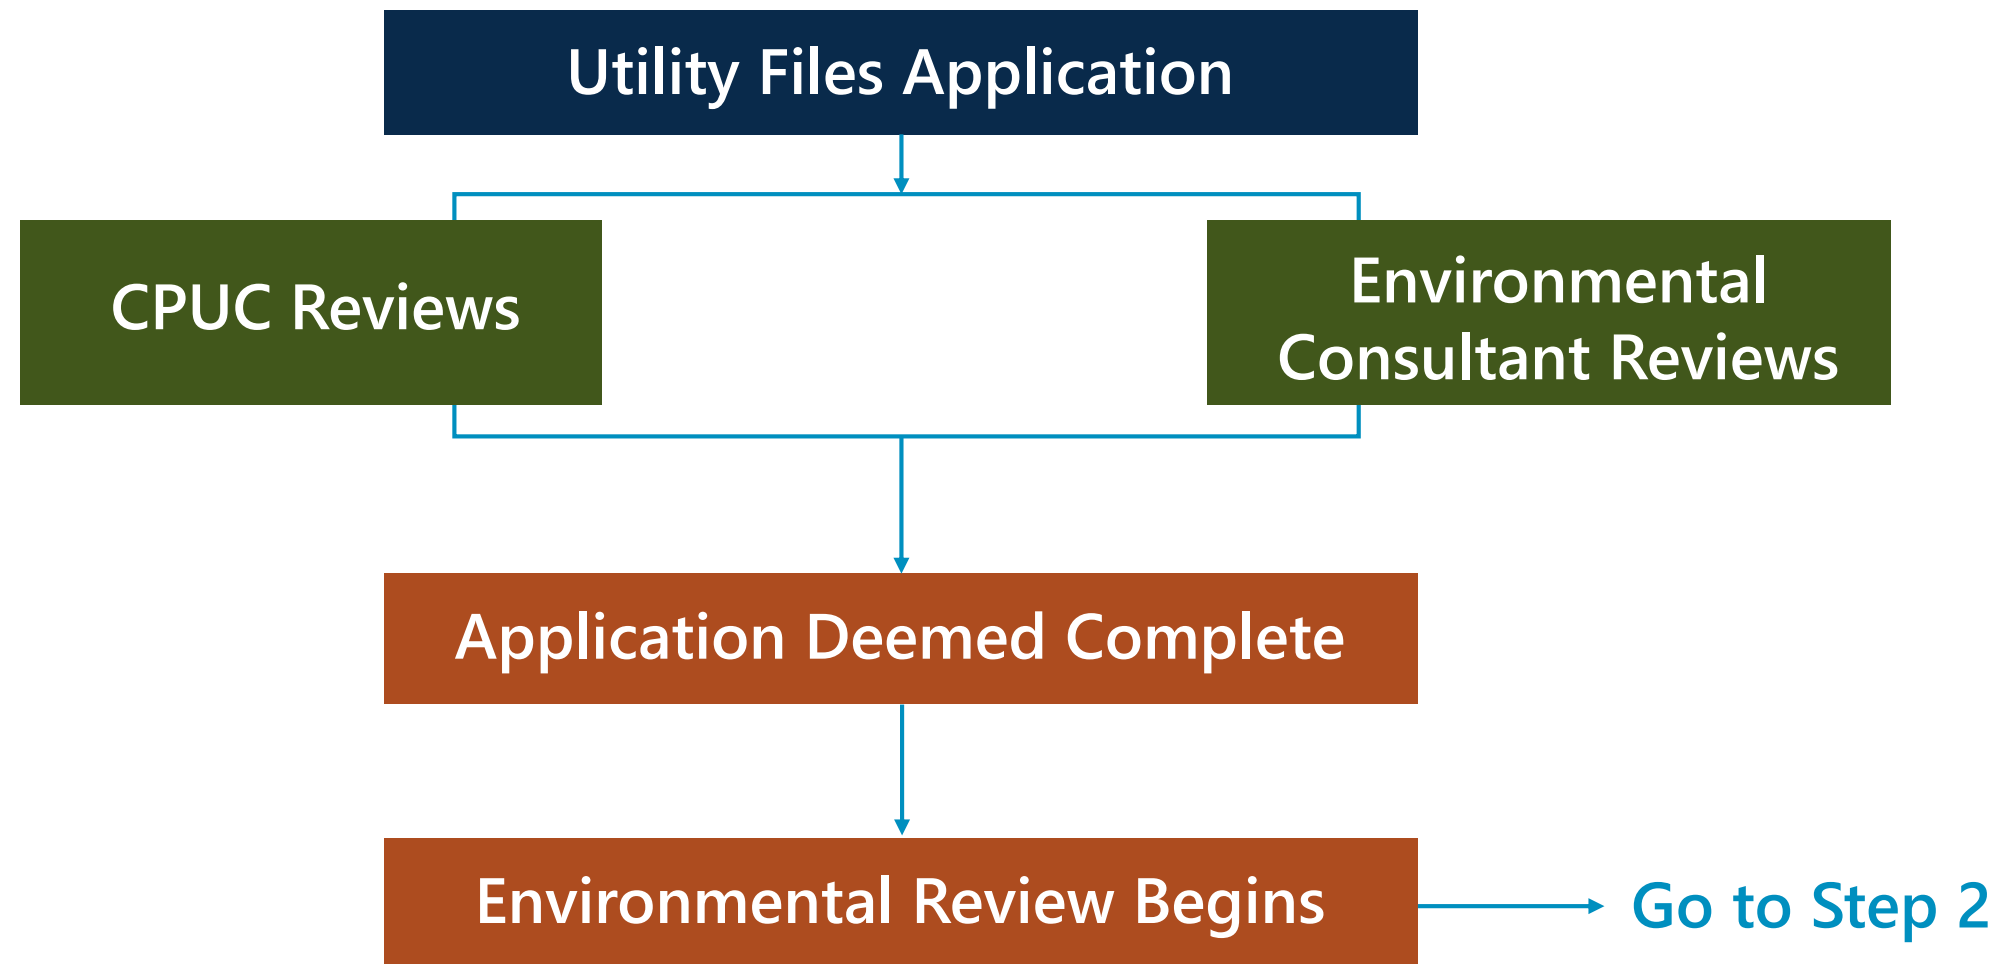 Utility Files Application
CPUC Reviews
Environmental
Consultant Reviews
Application Deemed Complete
Environmental Review Begins
Go to Step 2